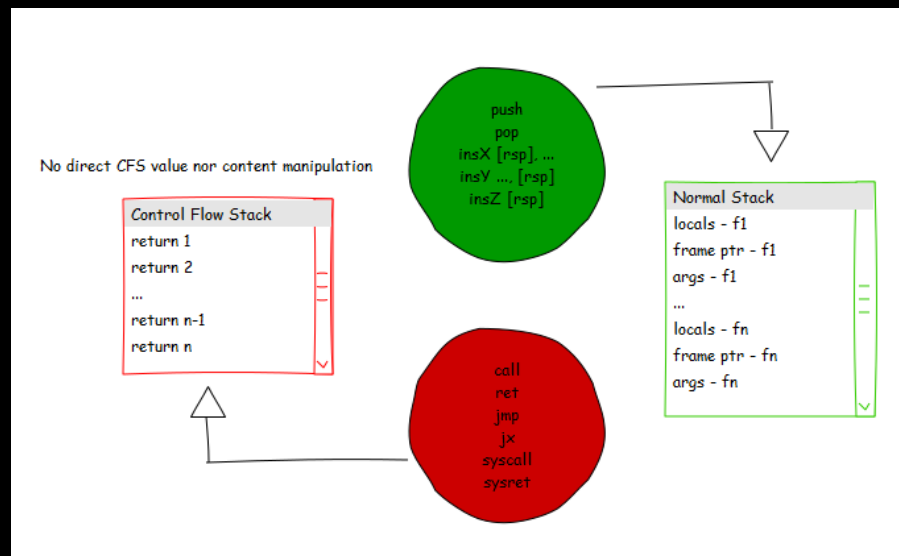 No direct CFS value nor content manipulation
Control Flow Stack
return 1
return 2
...
return n-1
return n
push
pop
insX [rsp], ...
insY ..., [rsp]
insZ [rsp]
call
ret
jmp
jx
syscall
sysret
Normal Stack
locals - f1
frame ptr - f1
args - f1
...
locals - fn
frame ptr - fn
args - fn